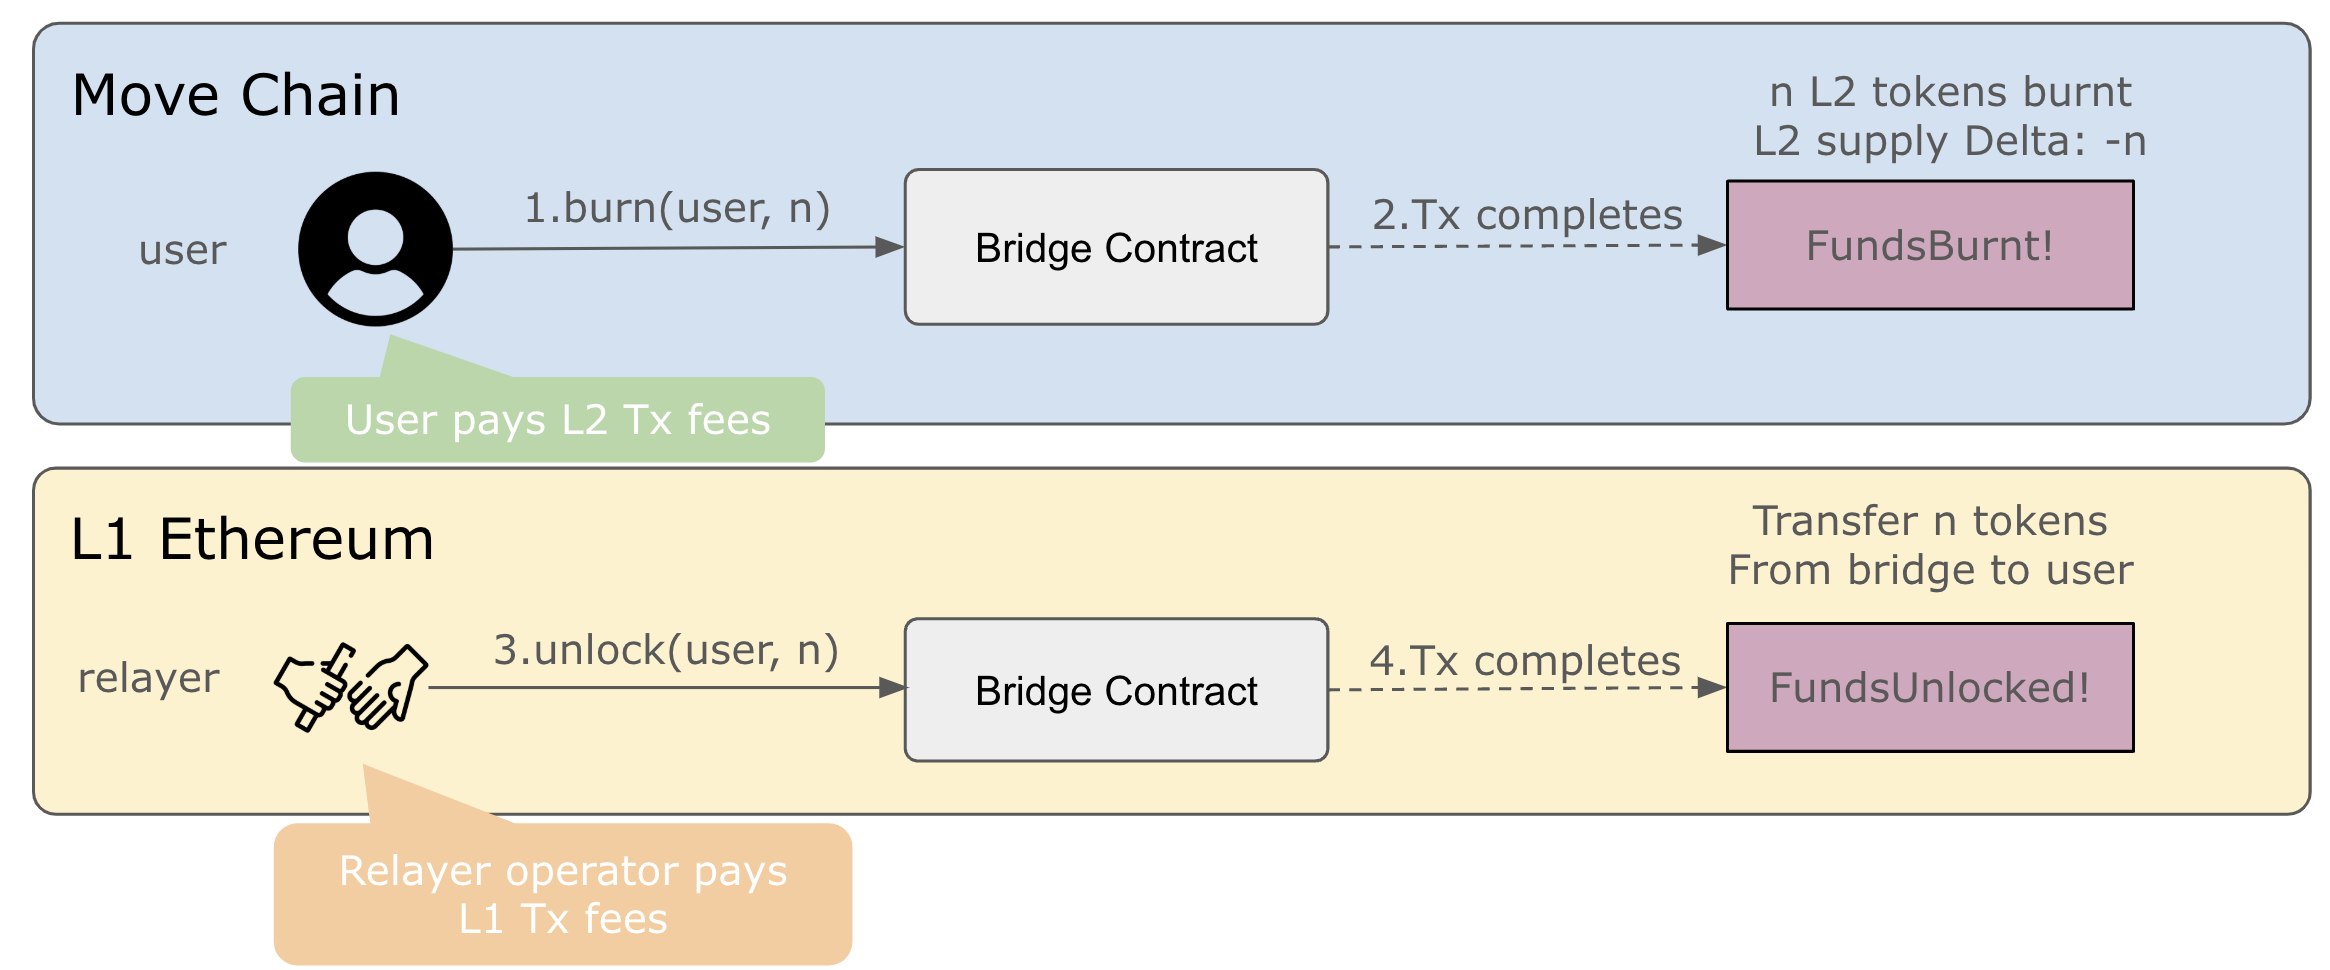 Move Chain
n L2 tokens burnt
L2 supply Delta: -n
user
1.burn(user, n)
Bridge Contract
2.Tx completes
FundsBurnt!
User pays L2 Tx fees
L1 Ethereum
Transfer n tokens
From bridge to user
relayer
3.unlock(user, n)
Bridge Contract
4.Tx completes
FundsUnlocked!
Relayer operator pays
L1 Tx fees